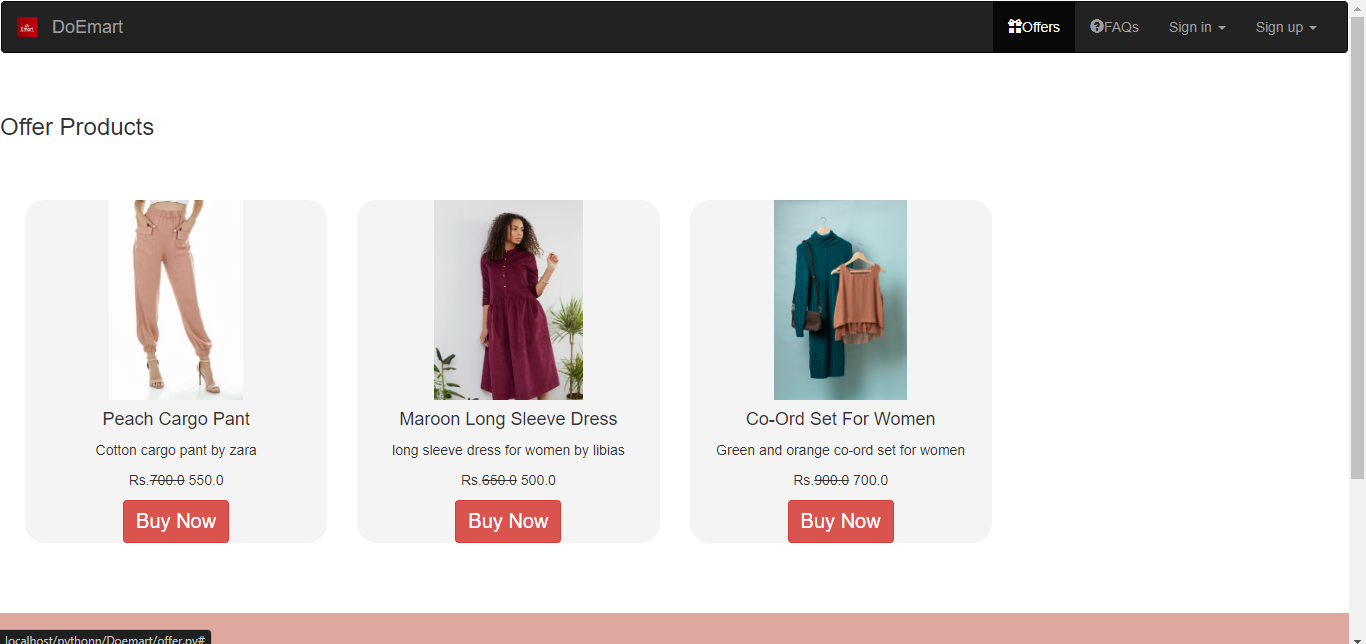 DoEmart
Offers
FAQs
Sign in
Sign up
Offer Products
Peach Cargo Pant
Cotton cargo pant by zara
Rs.700.0 550.0
Buy Now
Maroon Long Sleeve Dress
long sleeve dress for women by libias
Rs.650.0 500.0
Buy Now
Co-Ord Set For Women
Green and orange co-ord set for women
Rs.900.0 700.0
Buy Now
localhost/pythonn/Doemart/offer.py#